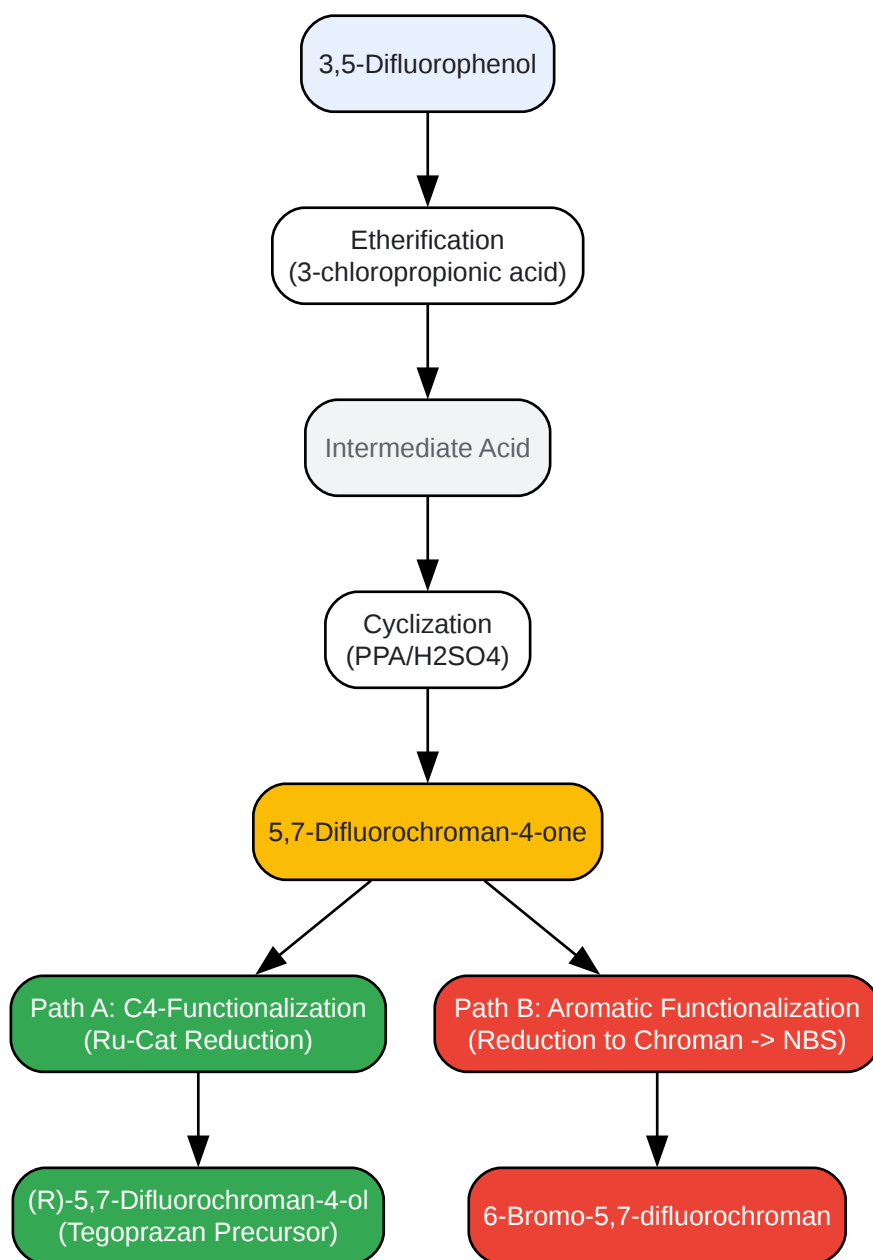 3,5-Difluorophenol
Etherification
(3-chloropropionic acid)
Intermediate Acid
Cyclization
(PPA/H2SO4)
5,7-Difluorochroman-4-one
Path A: C4-Functionalization
(Ru-Cat Reduction)
Path B: Aromatic Functionalization
(Reduction to Chroman -> NBS)
(R)-5,7-Difluorochroman-4-ol
(Tegoprazan Precursor)
6-Bromo-5,7-difluorochroman